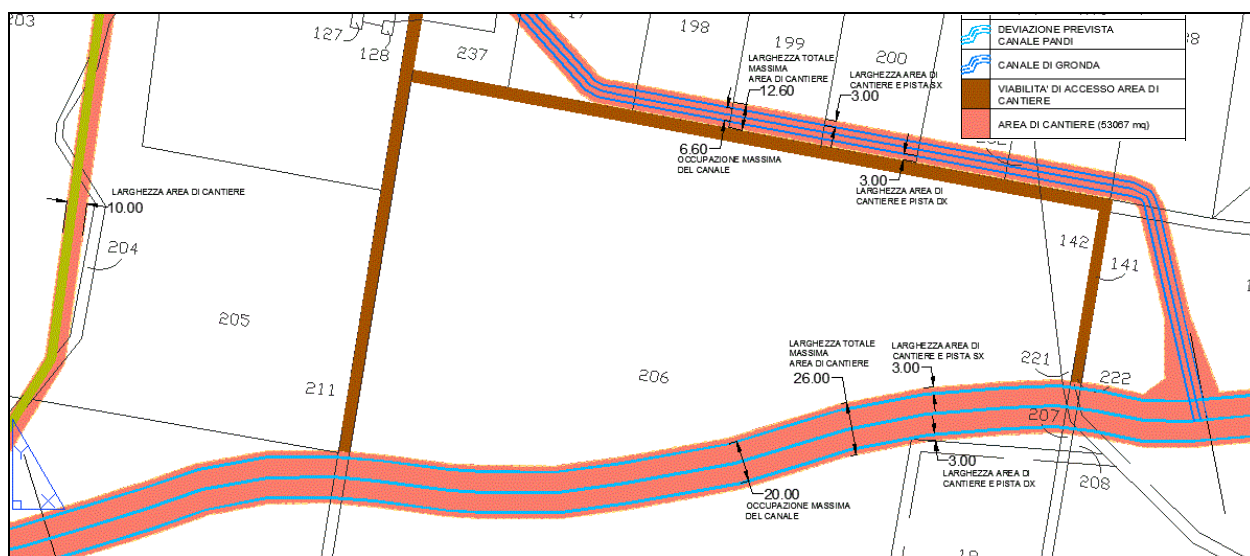 203
127
128
237
198
199
200
DEVIAZIONE PREVISTA
CANALE PANDI
CANALE DI GRONDA
VIABILITA' DI ACCESSO AREA DI
CANTIERE
AREA DI CANTIERE (53067 mq)
LARGHEZZA TOTALE
MASSIMA
AREA DI CANTIERE
12.60
LARGHEZZA AREA DI
CANTIERE E PISTA SX
3.00
6.60
OCCUPAZIONE MASSIMA
DEL CANALE
3.00
LARGHEZZA AREA DI
CANTIERE E PISTA DX
LARGHEZZA AREA DI CANTIERE
10.00
204
205
211
206
142
141
221
222
207
208
LARGHEZZA TOTALE
MASSIMA
AREA DI CANTIERE
26.00
LARGHEZZA AREA DI
CANTIERE E PISTA SX
3.00
3.00
LARGHEZZA AREA DI
CANTIERE E PISTA DX
20.00
OCCUPAZIONE MASSIMA
DEL CANALE